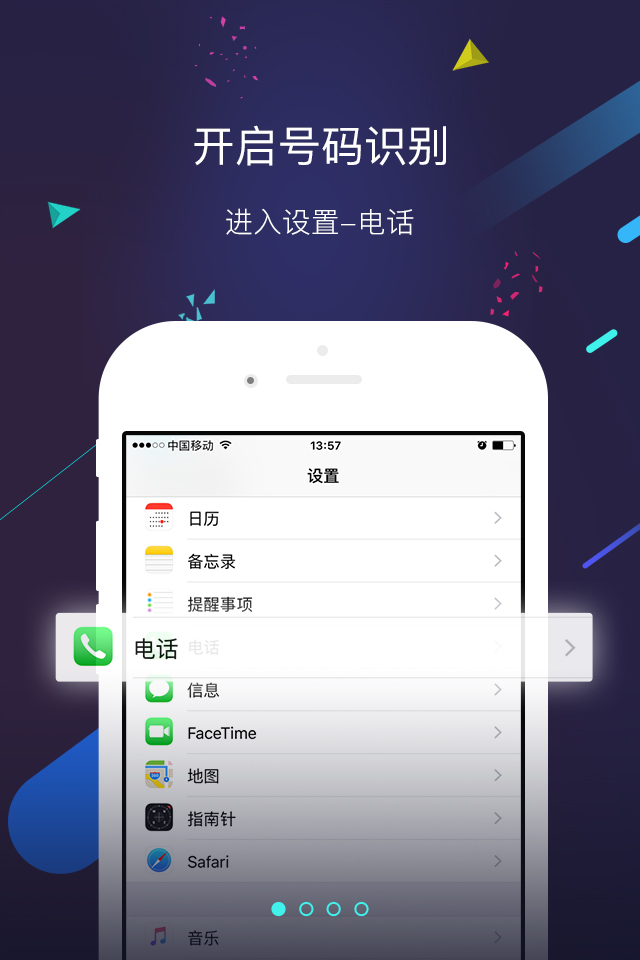 开启号码识别
进入设置–电话
中国移动 13:57
设置
日历
备忘录
提醒事项
电话 电话
信息
FaceTime
地图
指南针
Safari
音乐